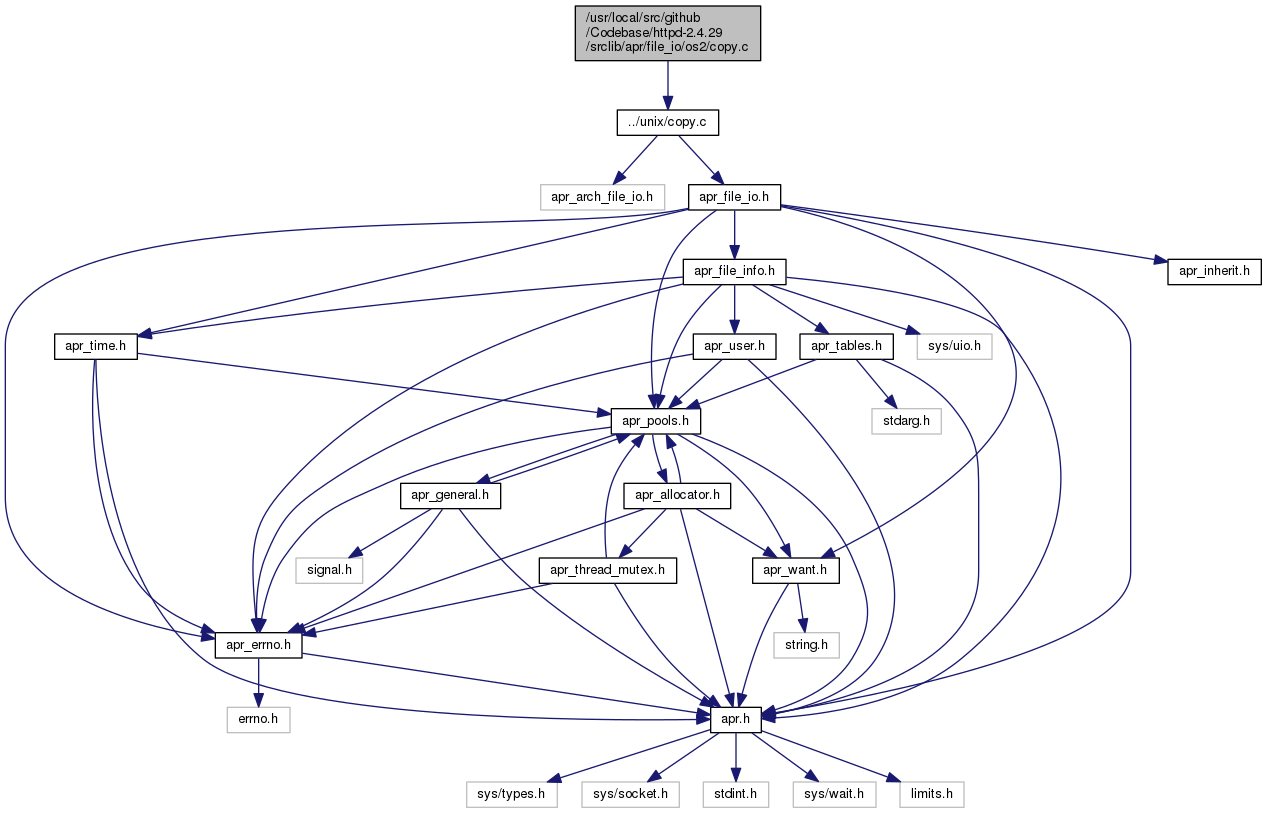 /usr/local/src/github
/Codebase/httpd-2.4.29
/srclib/apr/file_io/os2/copy.c
../unix/copy.c
apr_arch_file_io.h
apr_file_io.h
apr_file_info.h
apr_inherit.h
apr_time.h
apr_user.h
apr_tables.h
sys/uio.h
apr_pools.h
stdarg.h
apr_general.h
apr_allocator.h
signal.h
apr_thread_mutex.h
apr_want.h
apr_errno.h
string.h
errno.h
apr.h
sys/types.h
sys/socket.h
stdint.h
sys/wait.h
limits.h